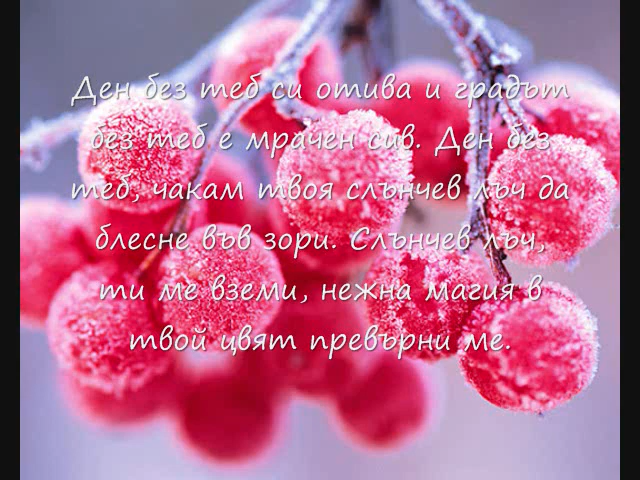 Ден без теб си отива и градът
без теб е мрачен сив. Ден без
теб, чакам твоя слънчев лъч да
блесне във зори. Слънчев лъч,
ти ме вземи, нежна магия в
твой цвят превърни ме.